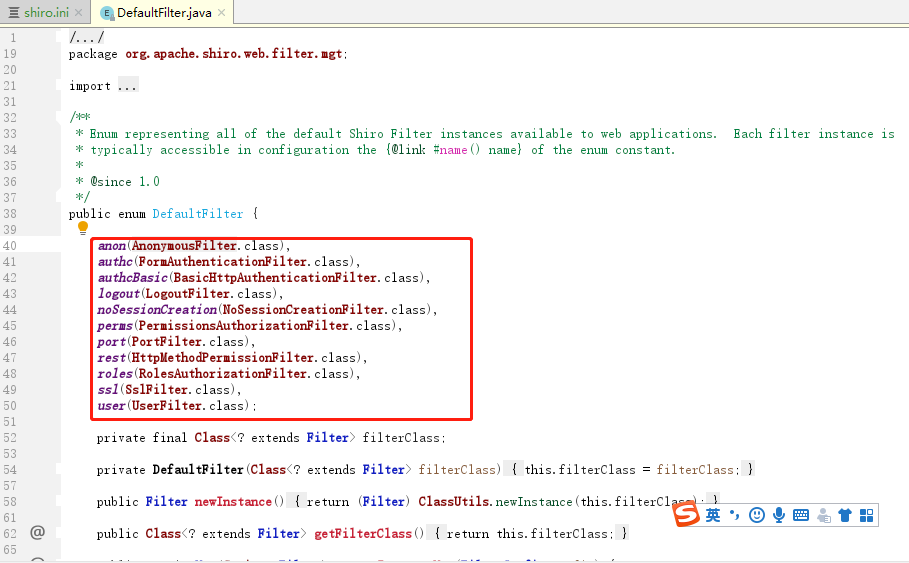 shiro.ini
DefaultFilter.java
1 /.../
19 package org.apache.shiro.web.filter.mgt;
20
21 import ...
31
32 /**
33 * Enum representing all of the default Shiro Filter instances available to web applications.  Each filter instance is
34 * typically accessible in configuration the {@link #name() name} of the enum constant.
35 *
36 * @since 1.0
37 */
38 public enum DefaultFilter {
39
40 anon(AnonymousFilter.class),
41 authc(FormAuthenticationFilter.class),
42 authcBasic(BasicHttpAuthenticationFilter.class),
43 logout(LogoutFilter.class),
44 noSessionCreation(NoSessionCreationFilter.class),
45 perms(PermissionsAuthorizationFilter.class),
46 port(PortFilter.class),
47 rest(HttpMethodPermissionFilter.class),
48 roles(RolesAuthorizationFilter.class),
49 ssl(SslFilter.class),
50 user(UserFilter.class);
51
52 private final Class<? extends Filter> filterClass;
53
54 private DefaultFilter(Class<? extends Filter> filterClass) { this.filterClass = filterClass; }
57
58 public Filter newInstance() { return (Filter) ClassUtils.newInstance(this.filterClass); }
61
62 @ public Class<? extends Filter> getFilterClass() { return this.filterClass; }
65
英